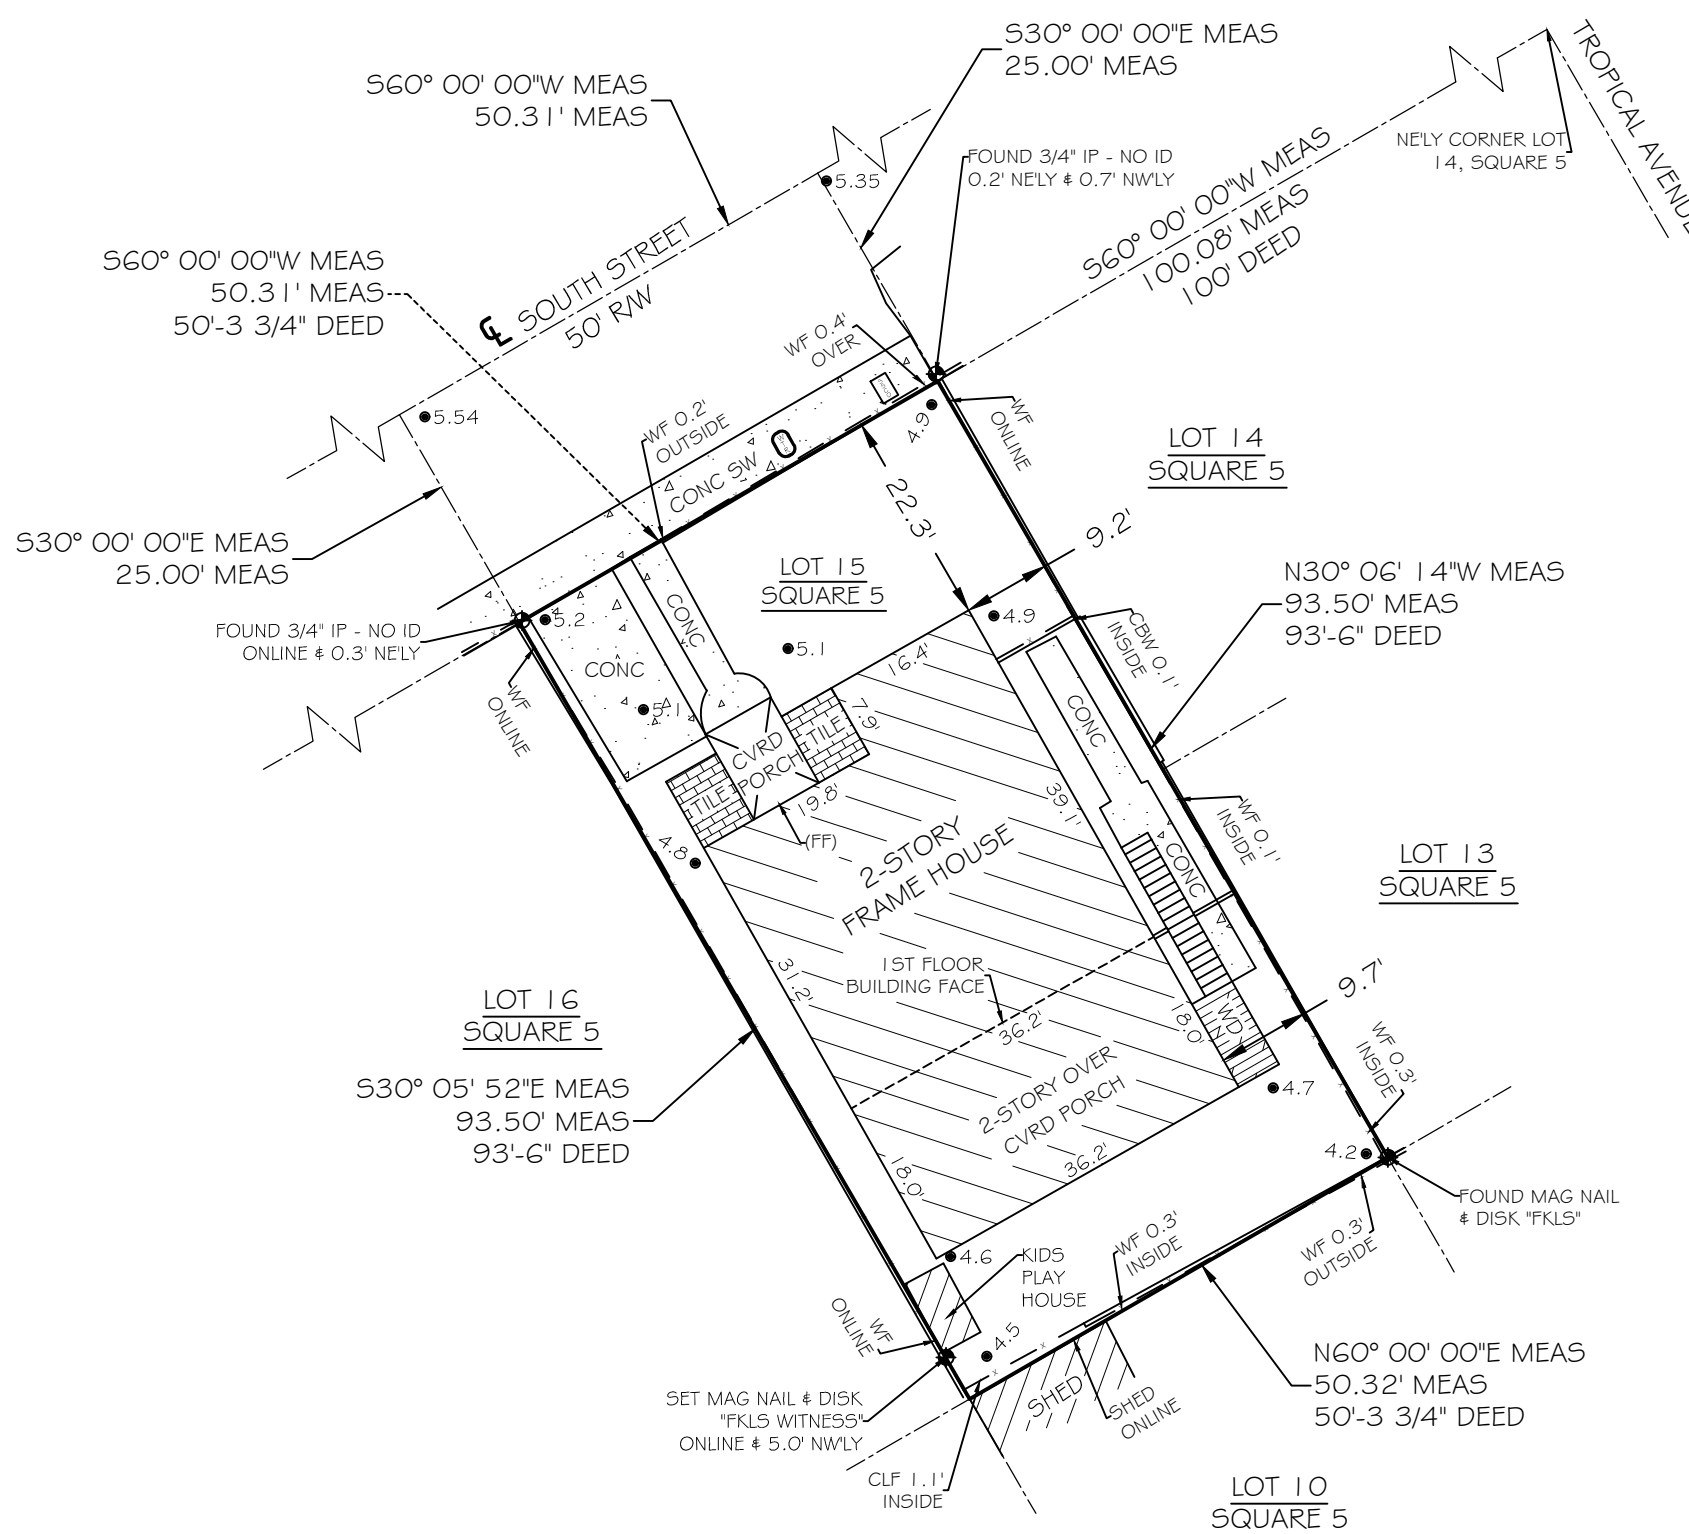 S30° 00' 00"E MEAS
25.00' MEAS
S60° 00' 00"W MEAS
50.31' MEAS
TROPICAL AVENUE
NE'LY CORNER LOT
14, SQUARE 5
FOUND 3/4" IP - NO ID
0.2' NE'LY & 0.7' NW'LY
S60° 00' 00"W MEAS
100.08' MEAS
100' DEED
5.35
S60° 00' 00"W MEAS
50.31' MEAS
50'-3 3/4" DEED
℄ SOUTH STREET
50' R/W
WF 0.4'
OVER
WF 0.2'
OUTSIDE
5.54
CONC SW
4.9
WF
ONLINE
LOT 14
SQUARE 5
22.3'
9.2'
S30° 00' 00"E MEAS
25.00' MEAS
LOT 15
SQUARE 5
N30° 06' 14"W MEAS
93.50' MEAS
93'-6" DEED
FOUND 3/4" IP - NO ID
ONLINE & 0.3' NE'LY
5.2
CONC
4.9
CBW 0.1'
INSIDE
5.1
16.4'
CONC
5.1
WF
ONLINE
7.9'
TILE
CVRD
PORCH
TILE
19.8'
(FF)
CONC
39.1'
WF 0.1'
INSIDE
4.8
2-STORY
FRAME HOUSE
CONC
LOT 13
SQUARE 5
31.2'
1ST FLOOR
BUILDING FACE
36.2'
18.0'
WD
9.7'
LOT 16
SQUARE 5
WF 0.3'
INSIDE
S30° 05' 52"E MEAS
93.50' MEAS
93'-6" DEED
2-STORY OVER
CVRD PORCH
36.2'
4.7
18.0'
4.2
FOUND MAG NAIL
& DISK "FKLS"
4.6
KIDS
PLAY
HOUSE
WF 0.3'
INSIDE
WF 0.3'
OUTSIDE
WF
ONLINE
4.5
N60° 00' 00"E MEAS
50.32' MEAS
50'-3 3/4" DEED
SET MAG NAIL & DISK
"FKLS WITNESS"
ONLINE & 5.0' NW'LY
SHED
SHED
ONLINE
CLF 1.1'
INSIDE
LOT 10
SQUARE 5